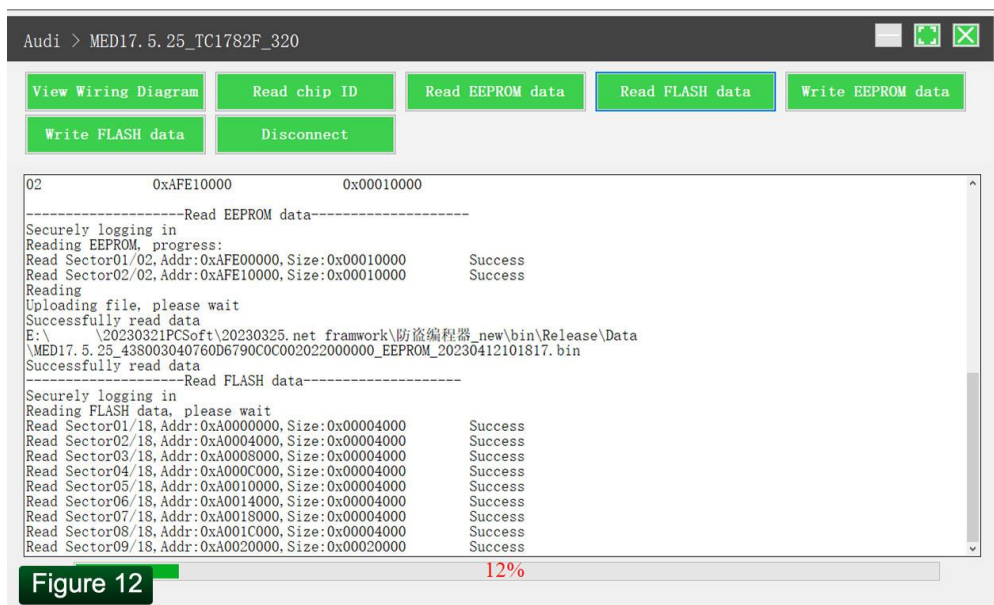 Audi > MED17.5.25_TC1782F_320
View Wiring Diagram
Read chip ID
Read EEPROM data
Read FLASH data
Write EEPROM data
Write FLASH data
Disconnect
02 0xAFE10000 0x00010000
--------------------Read EEPROM data--------------------
Securely logging in
Reading EEPROM, progress:
Read Sector01/02,Addr:0xAFE00000,Size:0x00010000 Success
Read Sector02/02,Addr:0xAFE10000,Size:0x00010000 Success
Reading
Uploading file, please wait
Successfully read data
E:\ \20230321PCSoft\20230325.net framwork\防盗编程器_new\bin\Release\Data
\MED17.5.25_438003040760D6790C0C002022000000_EEPROM_20230412101817.bin
Successfully read data
--------------------Read FLASH data--------------------
Securely logging in
Reading FLASH data, please wait
Read Sector01/18,Addr:0xA0000000,Size:0x00004000 Success
Read Sector02/18,Addr:0xA0004000,Size:0x00004000 Success
Read Sector03/18,Addr:0xA0008000,Size:0x00004000 Success
Read Sector04/18,Addr:0xA000C000,Size:0x00004000 Success
Read Sector05/18,Addr:0xA0010000,Size:0x00004000 Success
Read Sector06/18,Addr:0xA0014000,Size:0x00004000 Success
Read Sector07/18,Addr:0xA0018000,Size:0x00004000 Success
Read Sector08/18,Addr:0xA001C000,Size:0x00004000 Success
Read Sector09/18,Addr:0xA0020000,Size:0x00020000 Success
12%
Figure 12